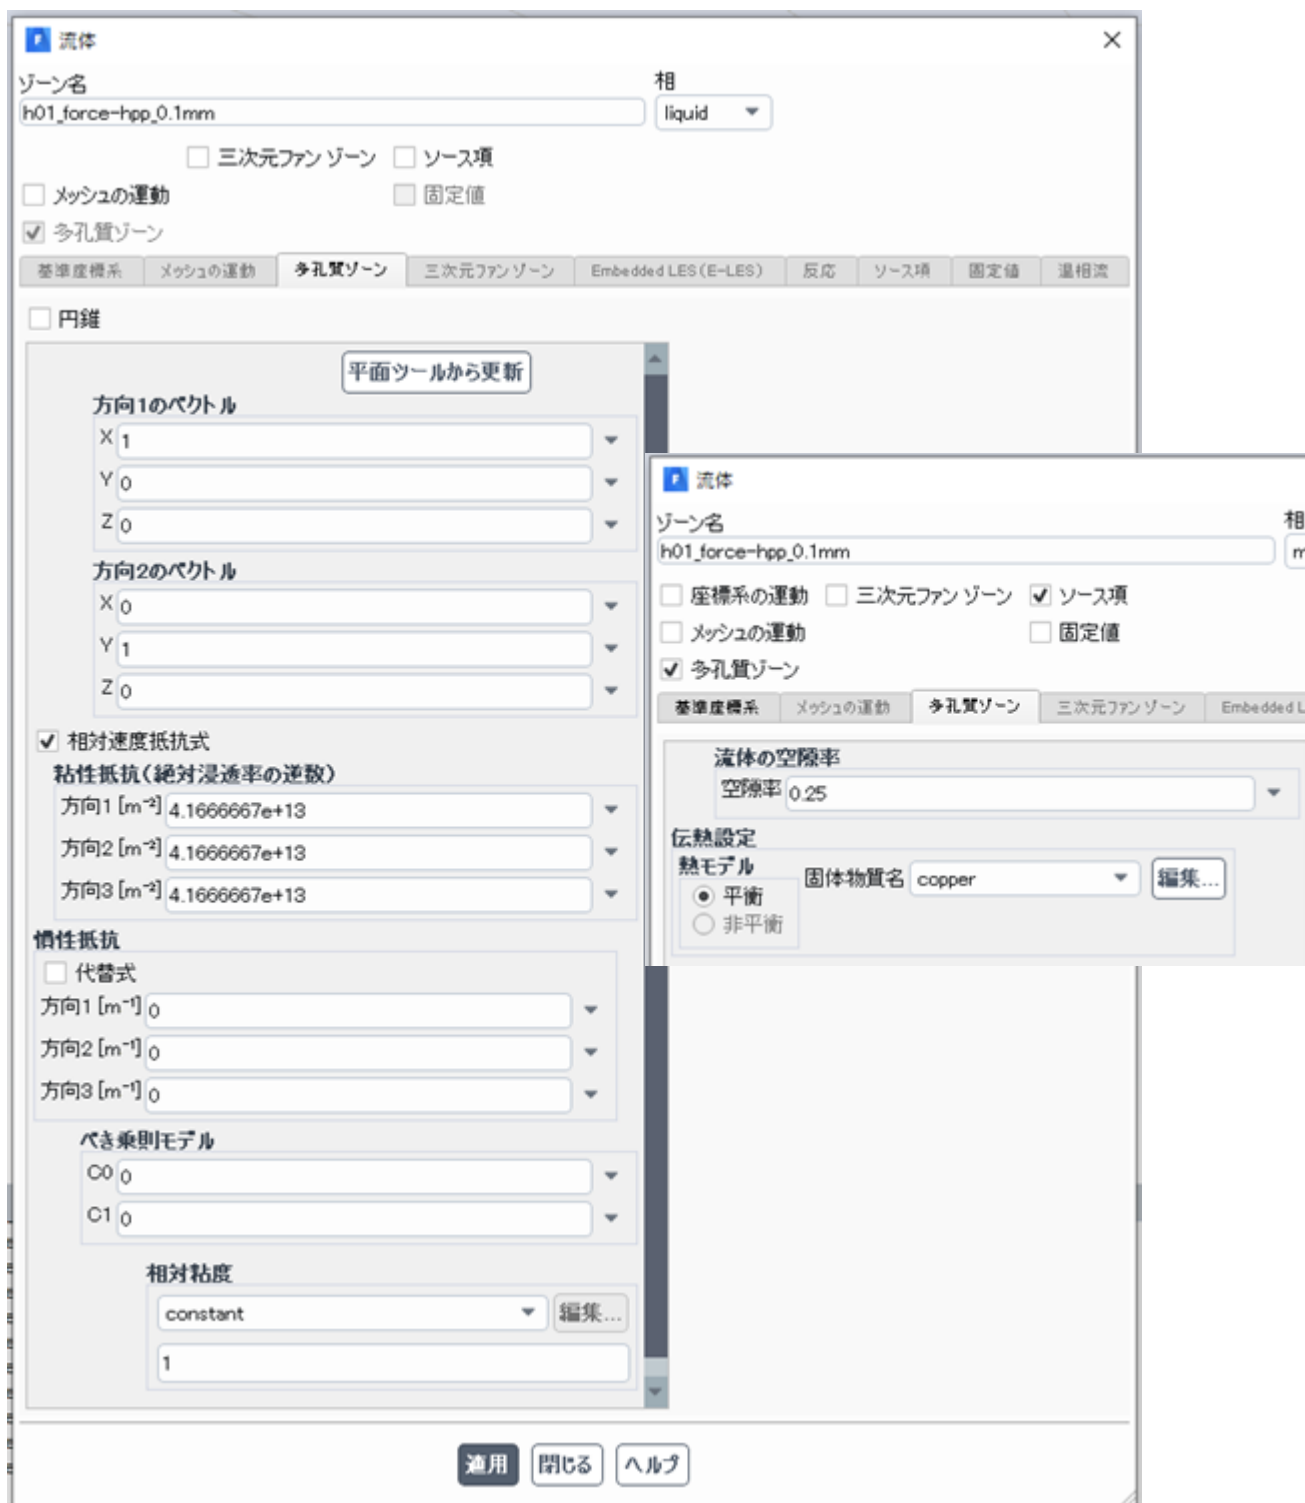 流体
ゾーン名
相
h01_force-hpp_0.1mm
liquid
三次元ファン ゾーン
ソース項
メッシュの運動
固定値
多孔質ゾーン
基準座標系
メッシュの運動
多孔質ゾーン
三次元ファン ゾーン
Embedded LES (E-LES)
反応
ソース項
固定値
混相流
円錐
平面ツールから更新
方向1のベクトル
X 1
Y 0
Z 0
方向2のベクトル
X 0
Y 1
Z 0
相対速度抵抗式
粘性抵抗(絶対浸透率の逆数)
方向1 [m⁻²] 4.1666667e+13
方向2 [m⁻²] 4.1666667e+13
方向3 [m⁻²] 4.1666667e+13
慣性抵抗
代替式
方向1 [m⁻¹] 0
方向2 [m⁻¹] 0
方向3 [m⁻¹] 0
べき乗則モデル
C0 0
C1 0
相対粘度
constant
編集...
1
適用
閉じる
ヘルプ
流体
ゾーン名
相
h01_force-hpp_0.1mm
座標系の運動
三次元ファン ゾーン
ソース項
メッシュの運動
固定値
多孔質ゾーン
基準座標系
メッシュの運動
多孔質ゾーン
三次元ファン ゾーン
Embedded L
流体の空隙率
空隙率 0.25
伝熱設定
熱モデル
平衡
非平衡
固体物質名 copper
編集...